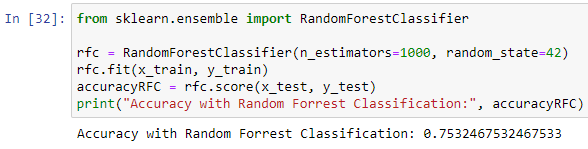 In [32]: from sklearn.ensemble import RandomForestClassifier
rfc = RandomForestClassifier(n_estimators=1000, random_state=42)
rfc.fit(x_train, y_train)
accuracyRFC = rfc.score(x_test, y_test)
print("Accuracy with Random Forrest Classification:", accuracyRFC)
Accuracy with Random Forrest Classification: 0.7532467532467533